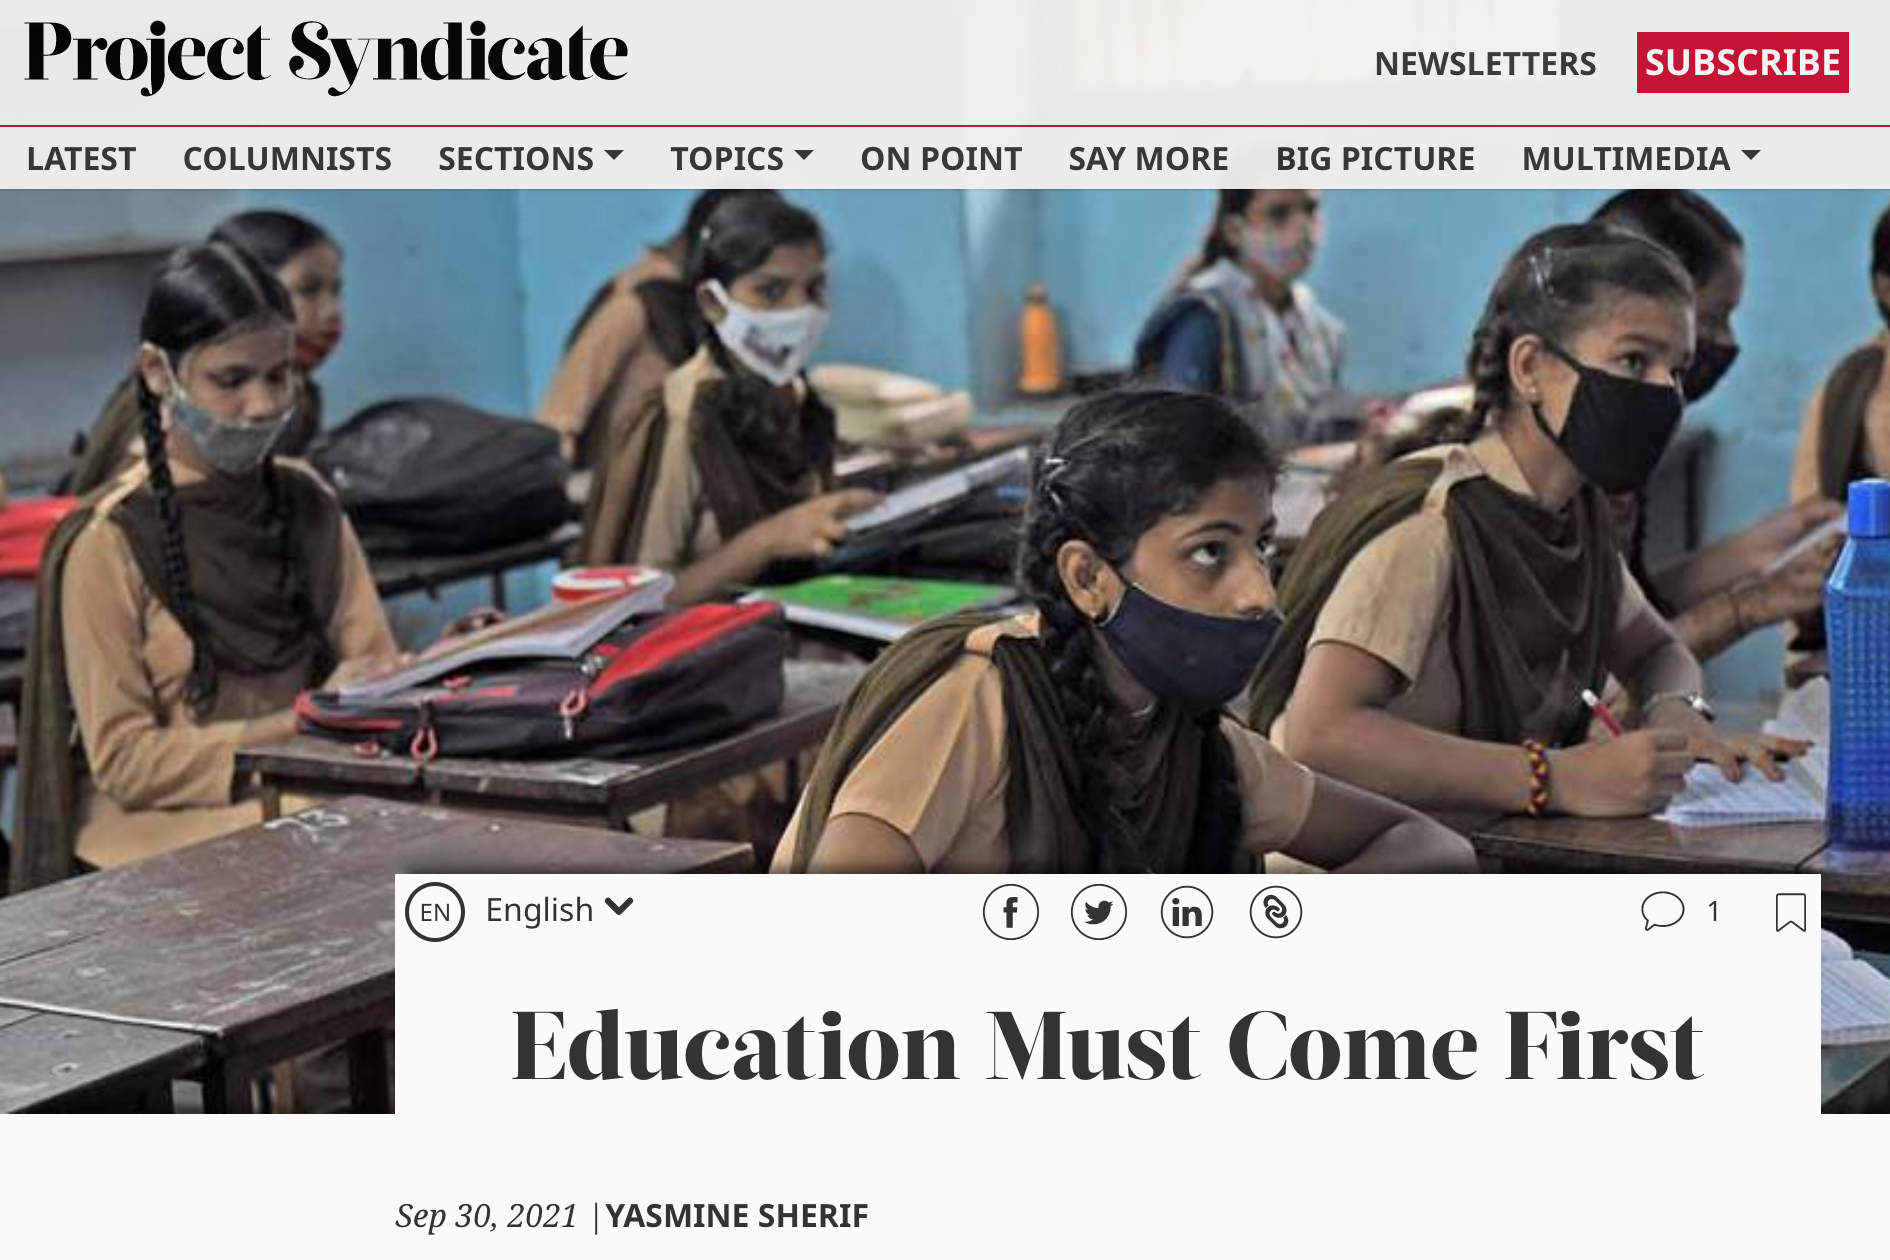 Project Syndicate
NEWSLETTERS
SUBSCRIBE
LATEST COLUMNISTS SECTIONS TOPICS ON POINT SAY MORE BIG PICTURE MULTIMEDIA
73
EN English 1
Education Must Come First
Sep 30, 2021 | YASMINE SHERIF